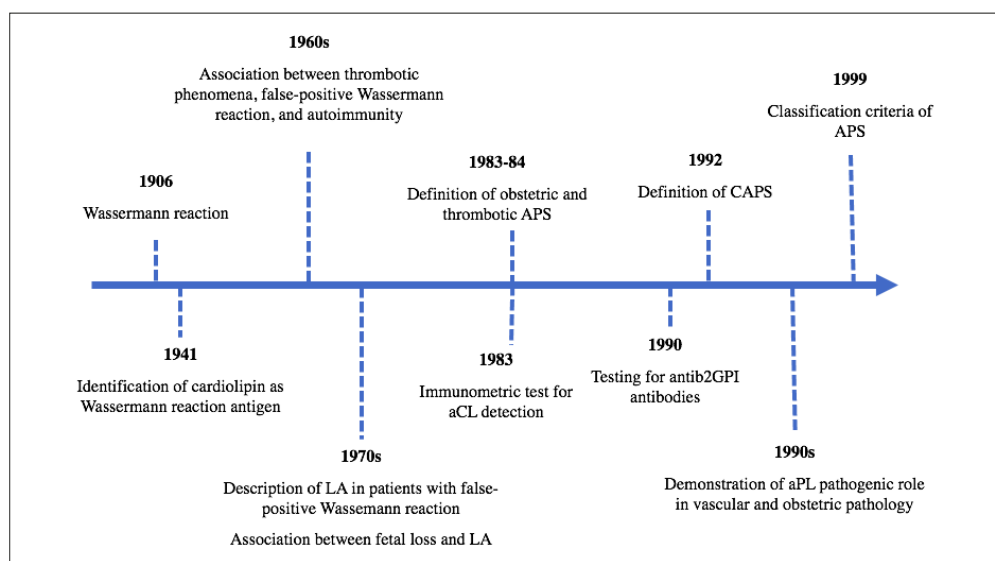 1906
Wassermann reaction
1941
Identification of cardiolipin as
Wassermann reaction antigen
1960s
Association between thrombotic
phenomena, false-positive Wassermann
reaction, and autoimmunity
1970s
Description of LA in patients with false-
positive Wassemann reaction
Association between fetal loss and LA
1983-84
Definition of obstetric and
thrombotic APS
1983
Immunometric test for
aCL detection
1990
Testing for antib2GPI
antibodies
1992
Definition of CAPS
1990s
Demonstration of aPL pathogenic role
in vascular and obstetric pathology
1999
Classification criteria of
APS